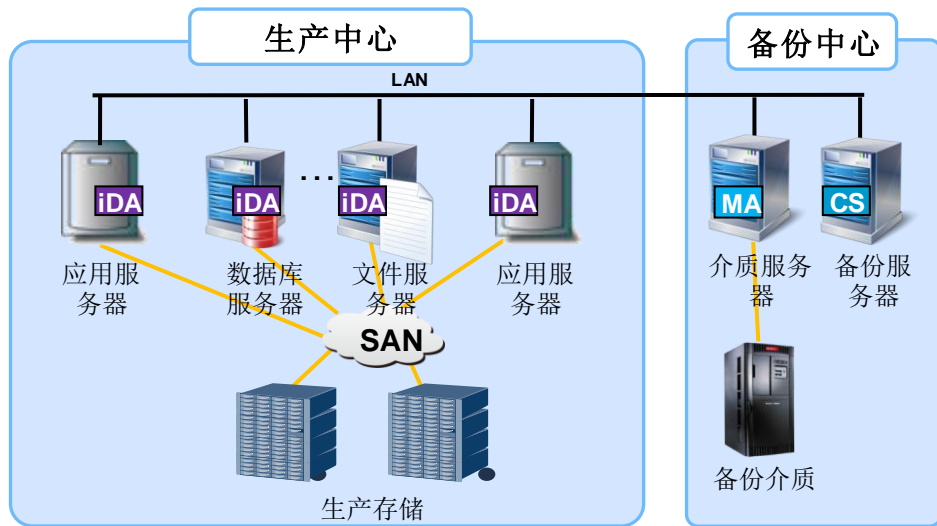 生产中心
备份中心
LAN
...
iDA
iDA
iDA
iDA
MA
CS
应用服
务器
数据库
服务器
文件服
务器
应用服
务器
介质服务
器
备份服
务器
SAN
生产存储
备份介质